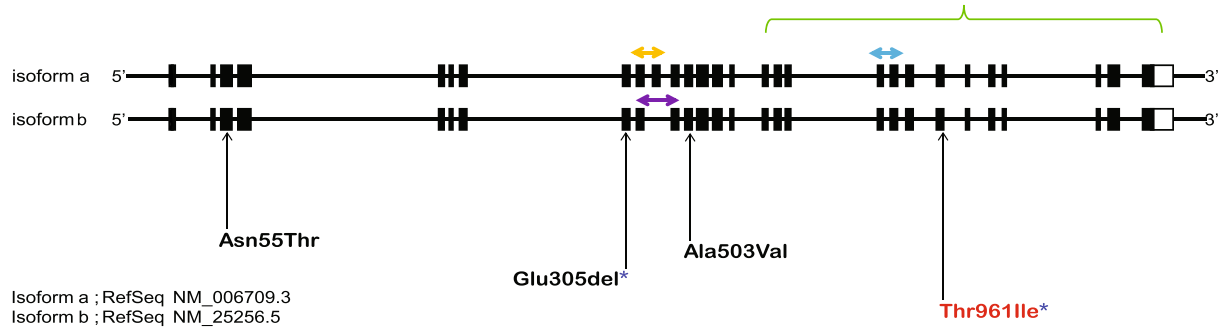 isoform a 5’ 3’
isoform b 5’ 3’
Asn55Thr
Ala503Val
Glu305del*
Thr961Ile*
Isoform a ; RefSeq NM_006709.3
Isoform b ; RefSeq NM_25256.5